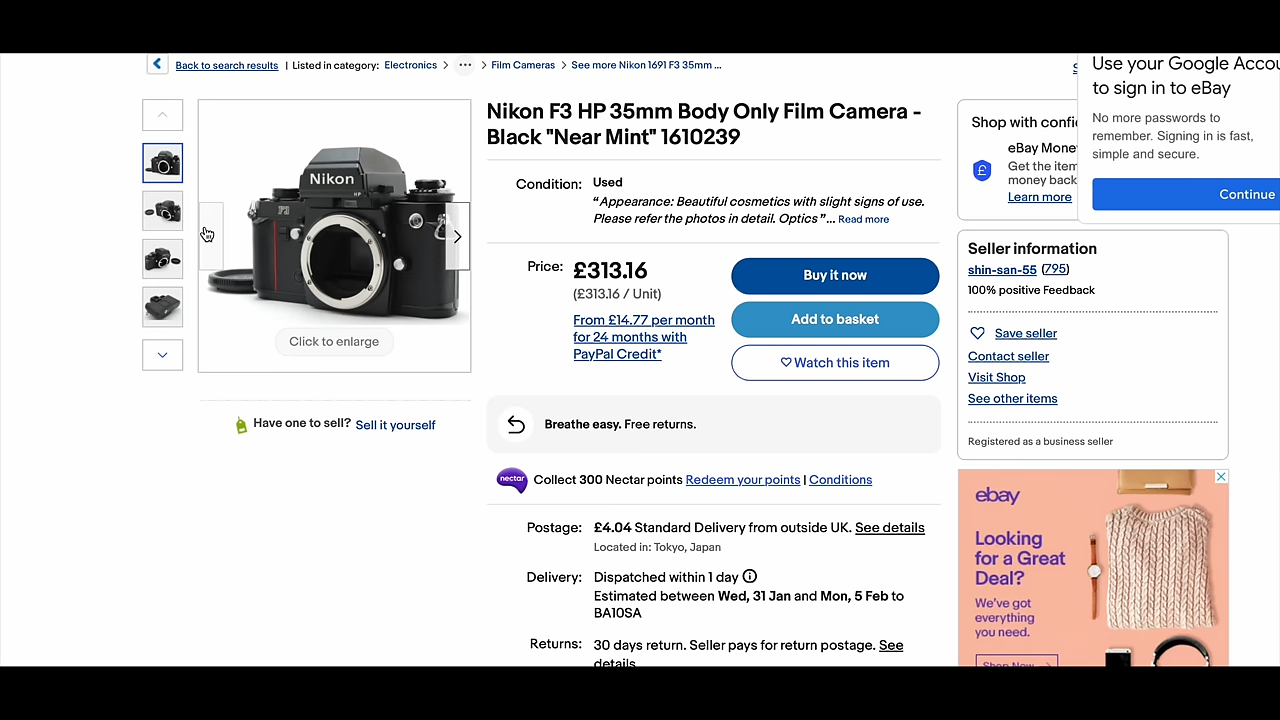 Back to search results | Listed in category: Electronics > ... > Film Cameras > See more Nikon 1691 F3 35mm ...
Nikon F3 HP 35mm Body Only Film Camera -
Black "Near Mint" 1610239
Nikon
HP
F3
Click to enlarge
Have one to sell? Sell it yourself
Condition: Used
“Appearance: Beautiful cosmetics with slight signs of use.
Please refer the photos in detail. Optics”... Read more
Price: £313.16
(£313.16 / Unit)
From £14.77 per month
for 24 months with
PayPal Credit*
Buy it now
Add to basket
Watch this item
Breathe easy. Free returns.
nectar Collect 300 Nectar points Redeem your points | Conditions
Postage: £4.04 Standard Delivery from outside UK. See details
Located in: Tokyo, Japan
Delivery: Dispatched within 1 day
Estimated between Wed, 31 Jan and Mon, 5 Feb to
BA10SA
Returns: 30 days return. Seller pays for return postage. See
details
Use your Google Accou
to sign in to eBay
No more passwords to
remember. Signing in is fast,
simple and secure.
Continue
Shop with confi
eBay Mone
Get the item
money back
Learn more
Seller information
shin-san-55 (795)
100% positive Feedback
Save seller
Contact seller
Visit Shop
See other items
Registered as a business seller
ebay
Looking
for a Great
Deal?
We've got
everything
you need.
Shop Now →